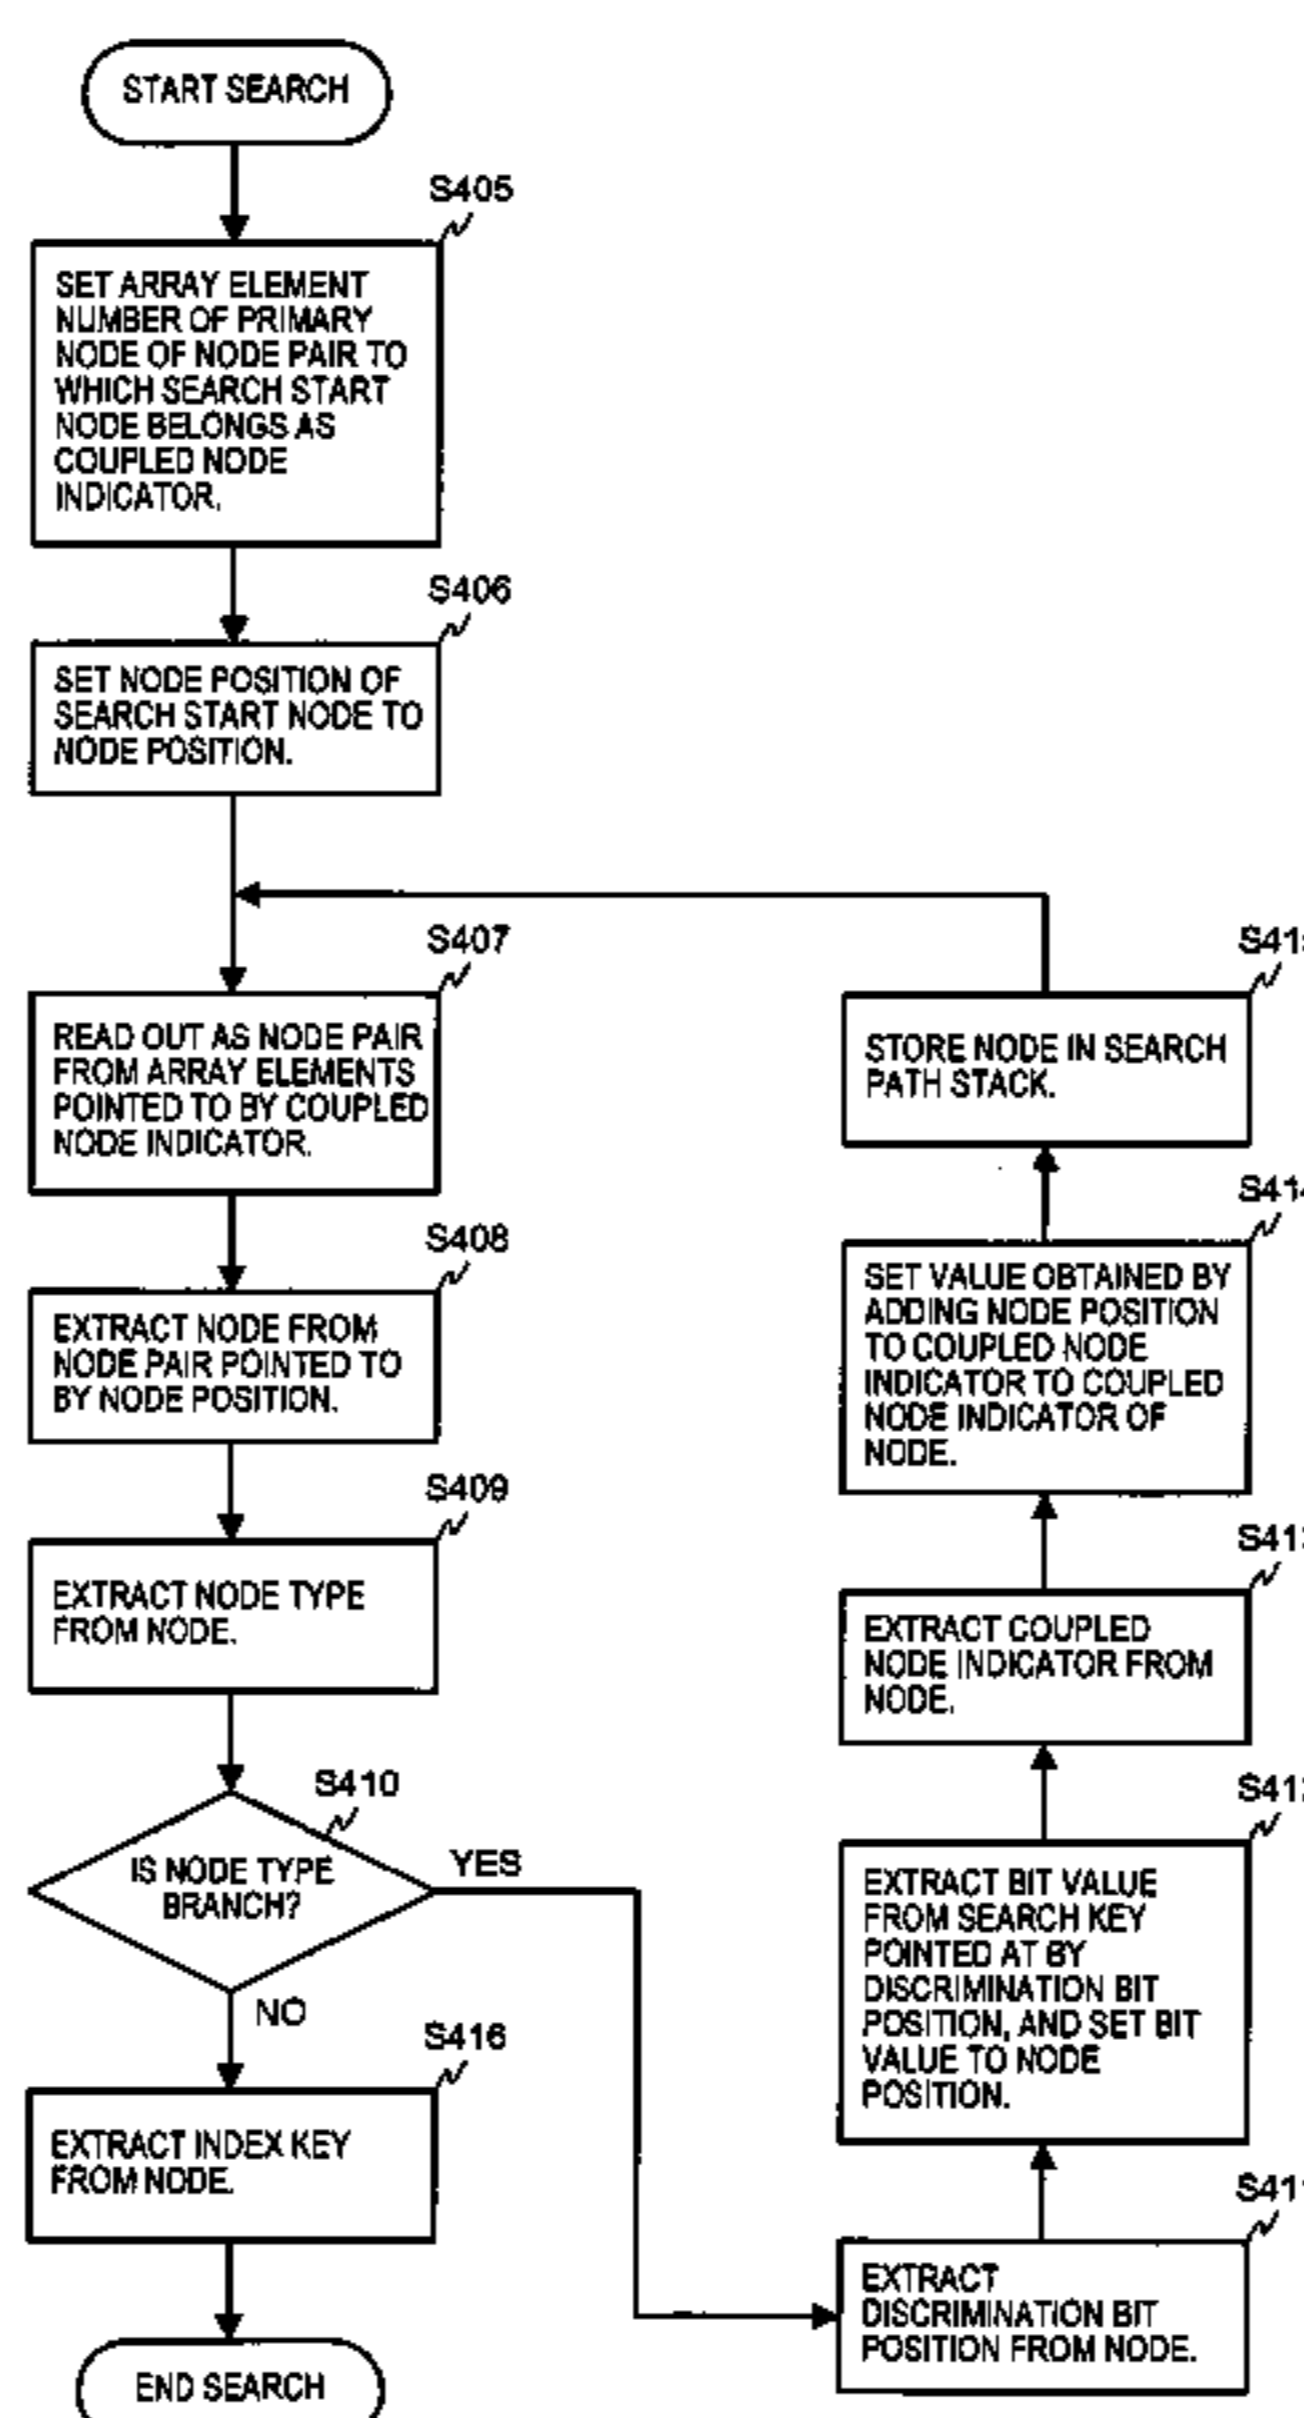 START SEARCH
S405
SET ARRAY ELEMENT
NUMBER OF PRIMARY
NODE OF NODE PAIR TO
WHICH SEARCH START
NODE BELONGS AS
COUPLED NODE
INDICATOR.
S406
SET NODE POSITION OF
SEARCH START NODE TO
NODE POSITION.
S407
READ OUT AS NODE PAIR
FROM ARRAY ELEMENTS
POINTED TO BY COUPLED
NODE INDICATOR.
S408
EXTRACT NODE FROM
NODE PAIR POINTED TO
BY NODE POSITION.
S409
EXTRACT NODE TYPE
FROM NODE.
S410
IS NODE TYPE
BRANCH?
YES
NO
S416
EXTRACT INDEX KEY
FROM NODE.
END SEARCH
STORE NODE IN SEARCH
PATH STACK.
S414
SET VALUE OBTAINED BY
ADDING NODE POSITION
TO COUPLED NODE
INDICATOR TO COUPLED
NODE INDICATOR OF
NODE.
S413
EXTRACT COUPLED
NODE INDICATOR FROM
NODE.
S412
EXTRACT BIT VALUE
FROM SEARCH KEY
POINTED AT BY
DISCRIMINATION BIT
POSITION, AND SET BIT
VALUE TO NODE
POSITION.
S411
EXTRACT
DISCRIMINATION BIT
POSITION FROM NODE.